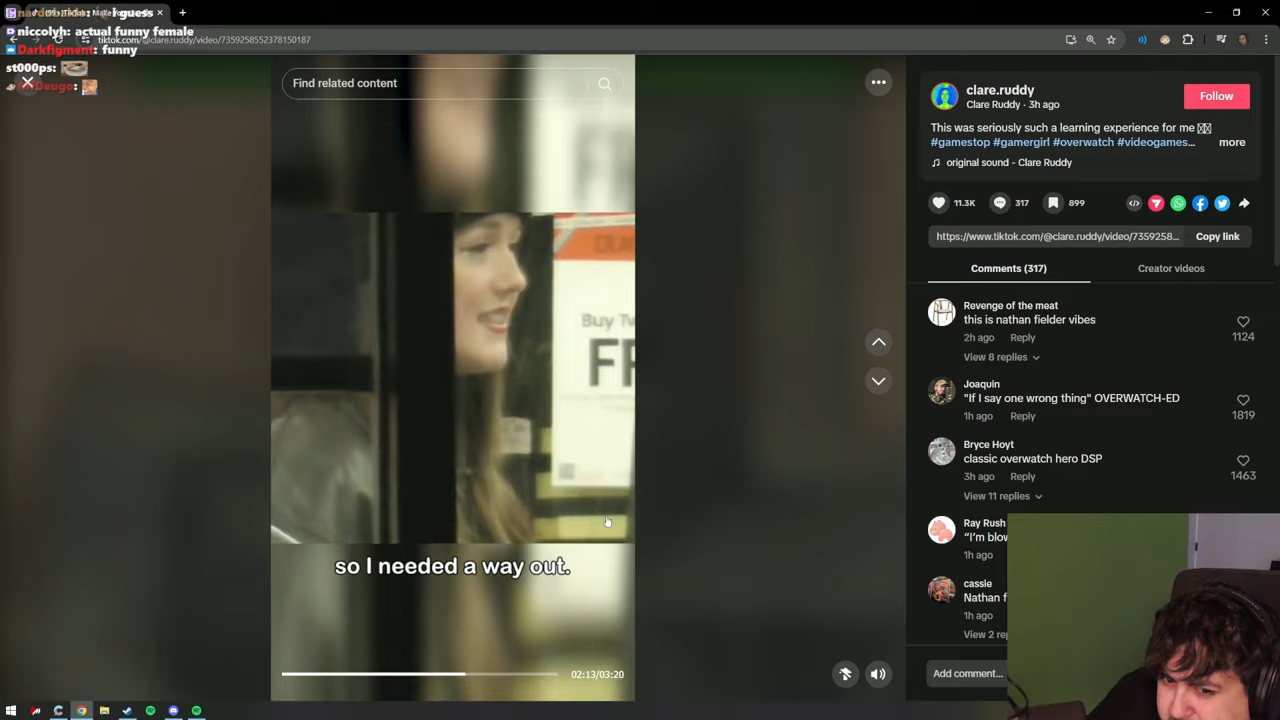 I guess
niccolyh: actual funny female
Darkfigment: funny
st000ps:
tiktok.com/@clare.ruddy/video/7359258552378150187
Find related content
Buy Tw
so I needed a way out.
02:13/03:20
clare.ruddy
Clare Ruddy · 3h ago
Follow
This was seriously such a learning experience for me
#gamestop #gamergirl #overwatch #videogames...
more
original sound - Clare Ruddy
11.3K
317
899
https://www.tiktok.com/@clare.ruddy/video/7359258...
Copy link
Comments (317)
Creator videos
Revenge of the meat
this is nathan fielder vibes
2h ago Reply
1124
View 8 replies
Joaquin
"If I say one wrong thing" OVERWATCH-ED
1h ago Reply
1819
Bryce Hoyt
classic overwatch hero DSP
3h ago Reply
1463
View 11 replies
Ray Rush
"I'm blow
1h ago
cassie
Nathan f
1h ago
View 2 rep
Add comment...